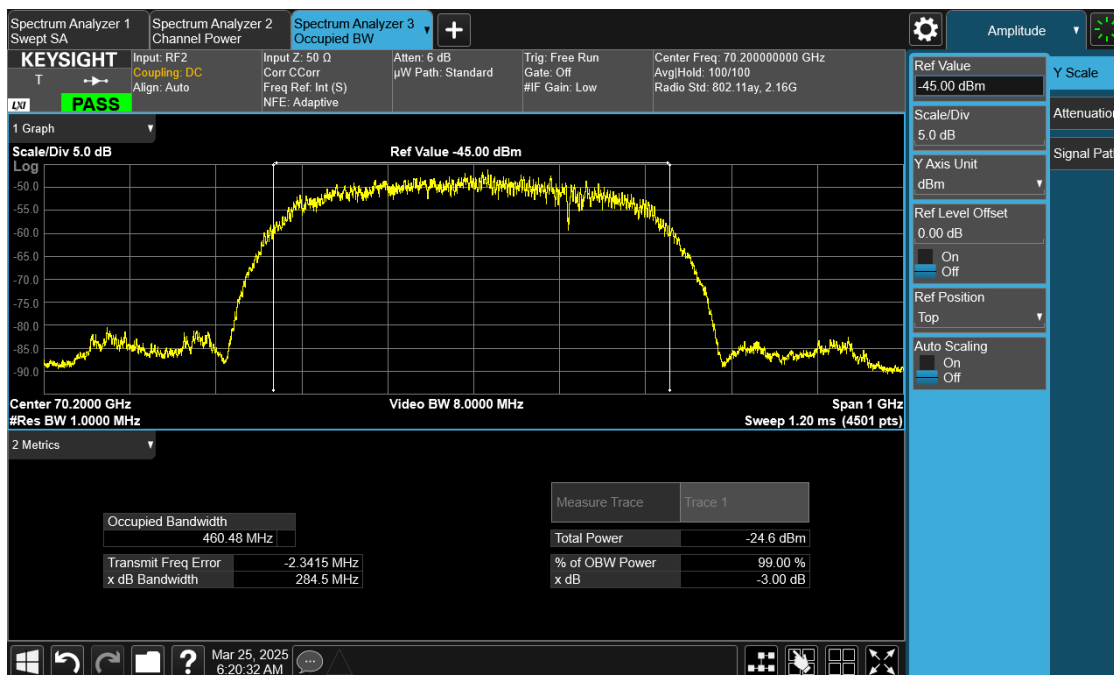 Spectrum Analyzer 1
Swept SA
Spectrum Analyzer 2
Channel Power
Spectrum Analyzer 3
Occupied BW
Amplitude
KEYSIGHT
T
LXI
PASS
Input: RF2
Coupling: DC
Align: Auto
Input Z: 50 Ω
Corr CCorr
Freq Ref: Int (S)
NFE: Adaptive
Atten: 6 dB
µW Path: Standard
Trig: Free Run
Gate: Off
#IF Gain: Low
Center Freq: 70.200000000 GHz
Avg|Hold: 100/100
Radio Std: 802.11ay, 2.16G
1 Graph
Scale/Div 5.0 dB
Ref Value -45.00 dBm
Log
-50.0
-55.0
-60.0
-65.0
-70.0
-75.0
-80.0
-85.0
-90.0
Center 70.2000 GHz
Video BW 8.0000 MHz
Span 1 GHz
#Res BW 1.0000 MHz
Sweep 1.20 ms (4501 pts)
2 Metrics
Measure Trace
Trace 1
Occupied Bandwidth
460.48 MHz
Total Power
-24.6 dBm
Transmit Freq Error
-2.3415 MHz
% of OBW Power
99.00 %
x dB Bandwidth
284.5 MHz
x dB
-3.00 dB
Ref Value
-45.00 dBm
Scale/Div
5.0 dB
Y Axis Unit
dBm
Ref Level Offset
0.00 dB
On
Off
Ref Position
Top
Auto Scaling
On
Off
Y Scale
Attenuation
Signal Path
?
Mar 25, 2025
6:20:32 AM